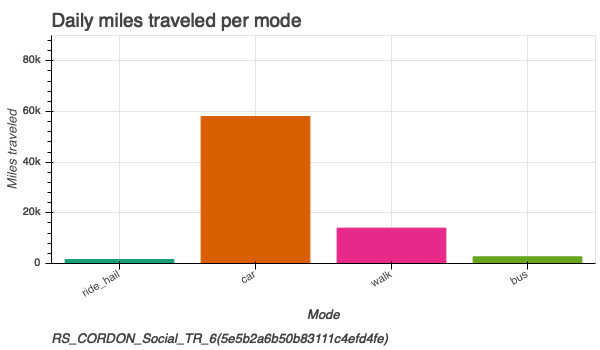 Daily miles traveled per mode
80k
60k
40k
20k
0
Miles traveled
ride_hail
car
walk
bus
Mode
RS_CORDON_Social_TR_6(5e5b2a6b50b83111c4efd4fe)